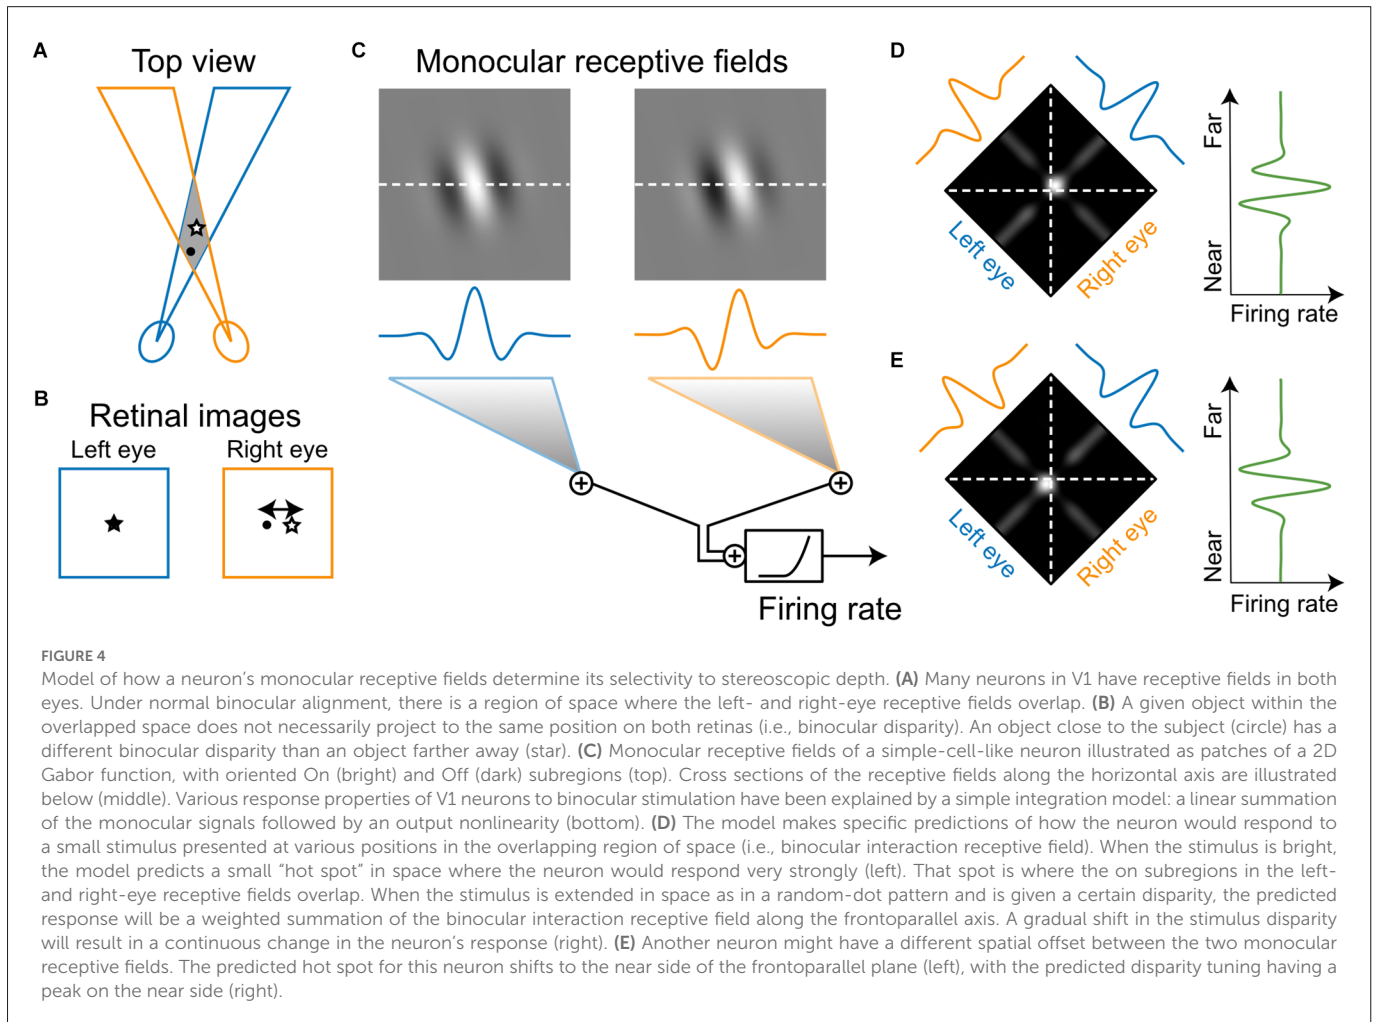 A
Top view
B
Retinal images
Left eye
Right eye
C
Monocular receptive fields
Firing rate
D
Left eye
Right eye
Far
Near
Firing rate
E
Left eye
Right eye
Far
Near
Firing rate
FIGURE 4
Model of how a neuron's monocular receptive fields determine its selectivity to stereoscopic depth. (A) Many neurons in V1 have receptive fields in both
eyes. Under normal binocular alignment, there is a region of space where the left- and right-eye receptive fields overlap. (B) A given object within the
overlapped space does not necessarily project to the same position on both retinas (i.e., binocular disparity). An object close to the subject (circle) has a
different binocular disparity than an object farther away (star). (C) Monocular receptive fields of a simple-cell-like neuron illustrated as patches of a 2D
Gabor function, with oriented On (bright) and Off (dark) subregions (top). Cross sections of the receptive fields along the horizontal axis are illustrated
below (middle). Various response properties of V1 neurons to binocular stimulation have been explained by a simple integration model: a linear summation
of the monocular signals followed by an output nonlinearity (bottom). (D) The model makes specific predictions of how the neuron would respond to
a small stimulus presented at various positions in the overlapping region of space (i.e., binocular interaction receptive field). When the stimulus is bright,
the model predicts a small "hot spot" in space where the neuron would respond very strongly (left). That spot is where the on subregions in the left-
and right-eye receptive fields overlap. When the stimulus is extended in space as in a random-dot pattern and is given a certain disparity, the predicted
response will be a weighted summation of the binocular interaction receptive field along the frontoparallel axis. A gradual shift in the stimulus disparity
will result in a continuous change in the neuron's response (right). (E) Another neuron might have a different spatial offset between the two monocular
receptive fields. The predicted hot spot for this neuron shifts to the near side of the frontoparallel plane (left), with the predicted disparity tuning having a
peak on the near side (right).